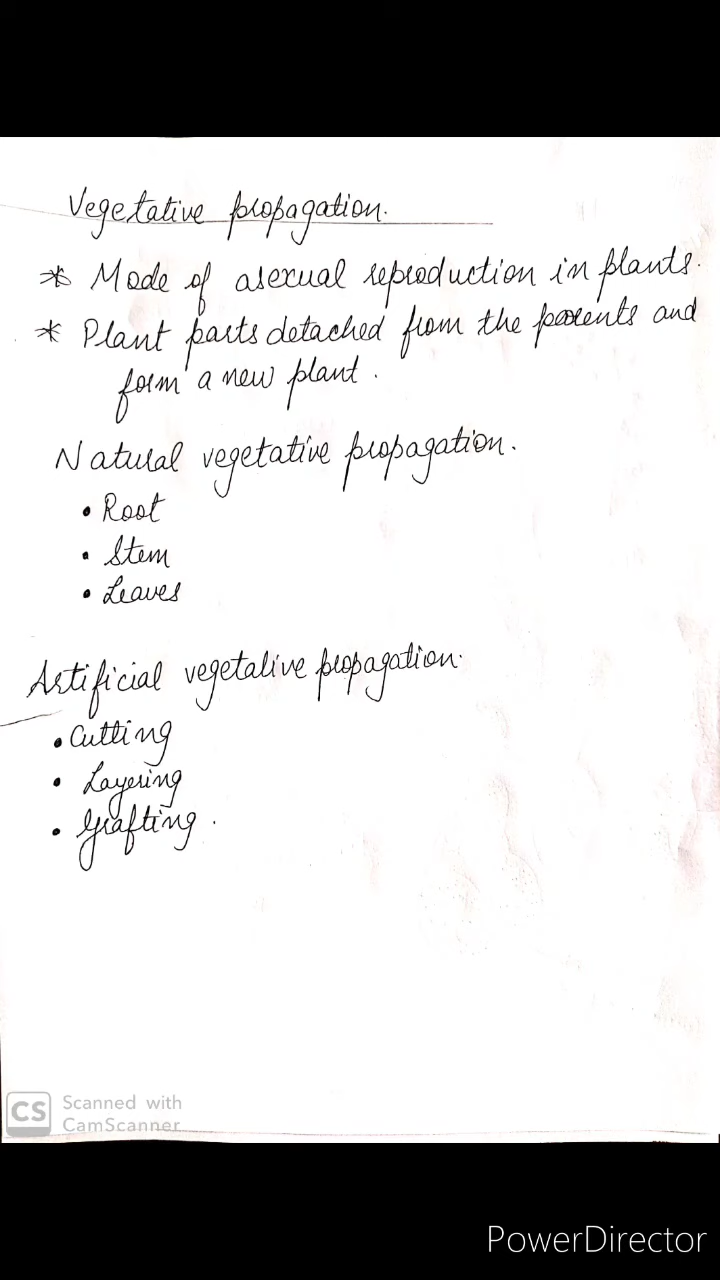 Vegetative propagation.
* Mode of asexual reproduction in plants.
* Plant parts detached from the parents and
form a new plant.
Natural vegetative propagation.
• Root
• Stem
• Leaves
Artificial vegetative propagation.
• Cutting
• Layering
• Grafting.
CS Scanned with
CamScanner
PowerDirector